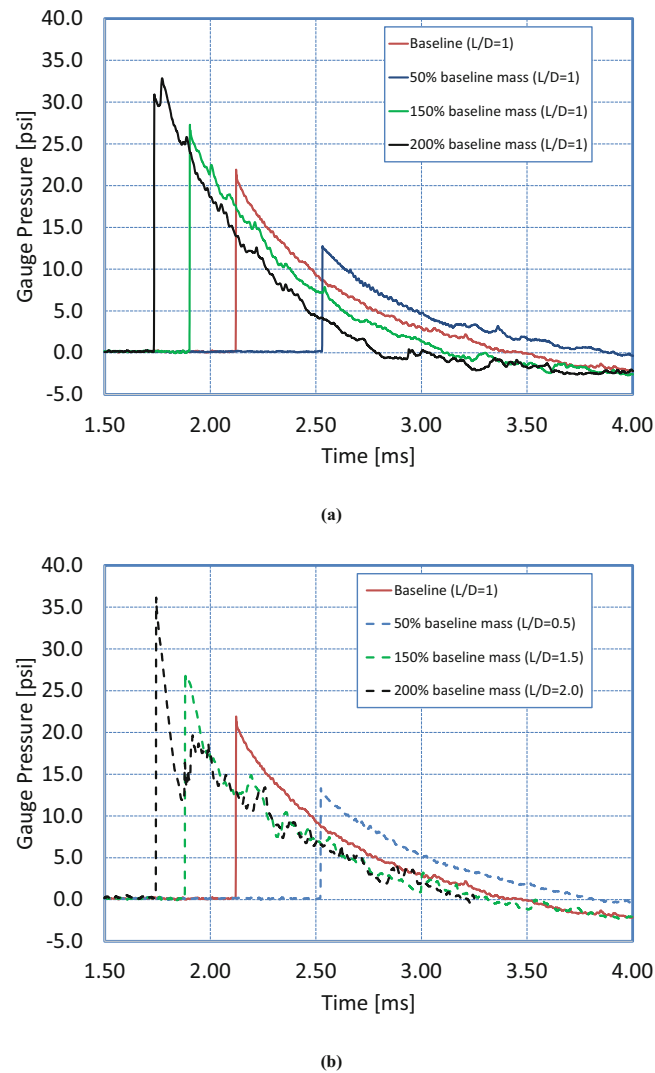 40.0
35.0
30.0
25.0
20.0
15.0
10.0
5.0
0.0
-5.0
Gauge Pressure [psi]
Baseline (L/D=1)
50% baseline mass (L/D=1)
150% baseline mass (L/D=1)
200% baseline mass (L/D=1)
1.50 2.00 2.50 3.00 3.50 4.00
Time [ms]
(a)
40.0
35.0
30.0
25.0
20.0
15.0
10.0
5.0
0.0
-5.0
Gauge Pressure [psi]
Baseline (L/D=1)
50% baseline mass (L/D=0.5)
150% baseline mass (L/D=1.5)
200% baseline mass (L/D=2.0)
1.50 2.00 2.50 3.00 3.50 4.00
Time [ms]
(b)